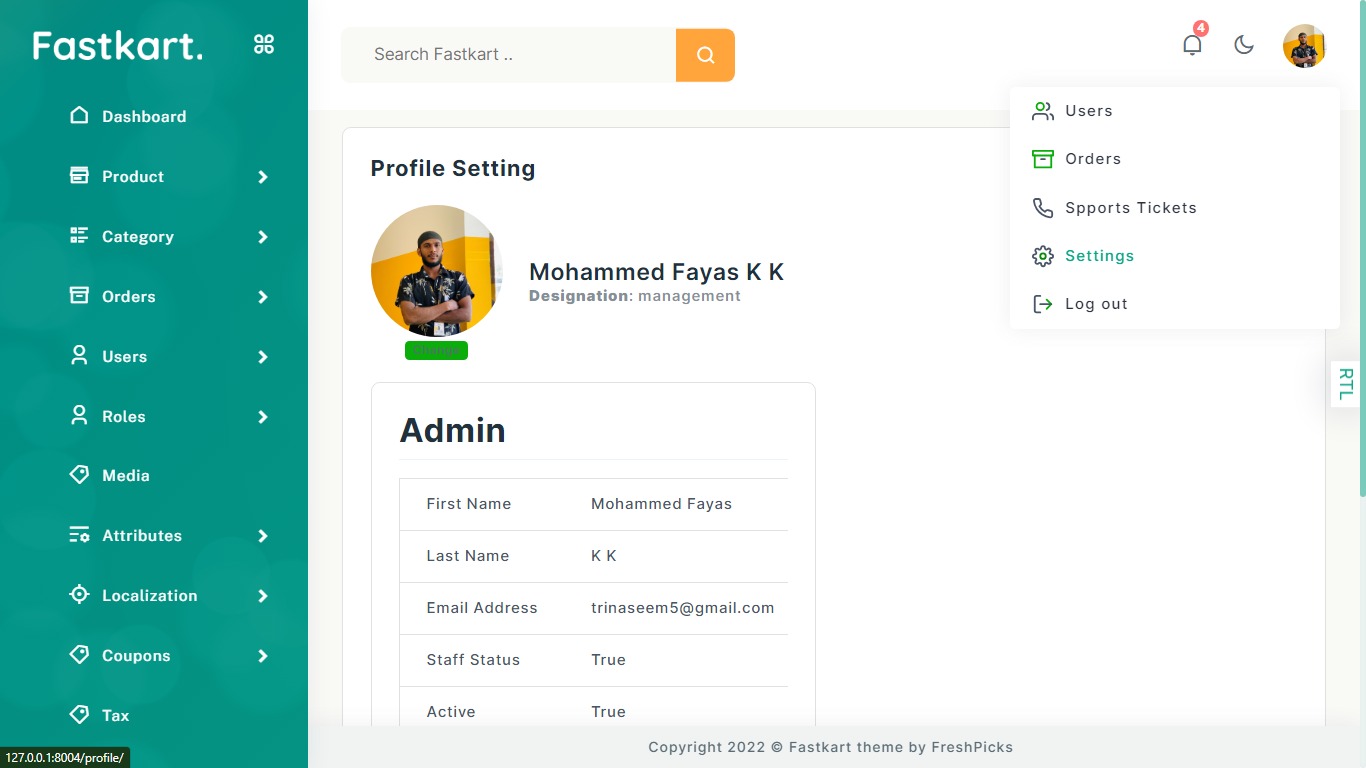 Fastkart.
Search Fastkart ..
4
Dashboard
Product
Category
Orders
Users
Roles
Media
Attributes
Localization
Coupons
Tax
Users
Orders
Spports Tickets
Settings
Log out
Profile Setting
Mohammed Fayas K K
Designation: management
RTL
Admin
First Name Mohammed Fayas
Last Name K K
Email Address trinaseem5@gmail.com
Staff Status True
Active True
Copyright 2022 © Fastkart theme by FreshPicks
127.0.0.1:8004/profile/